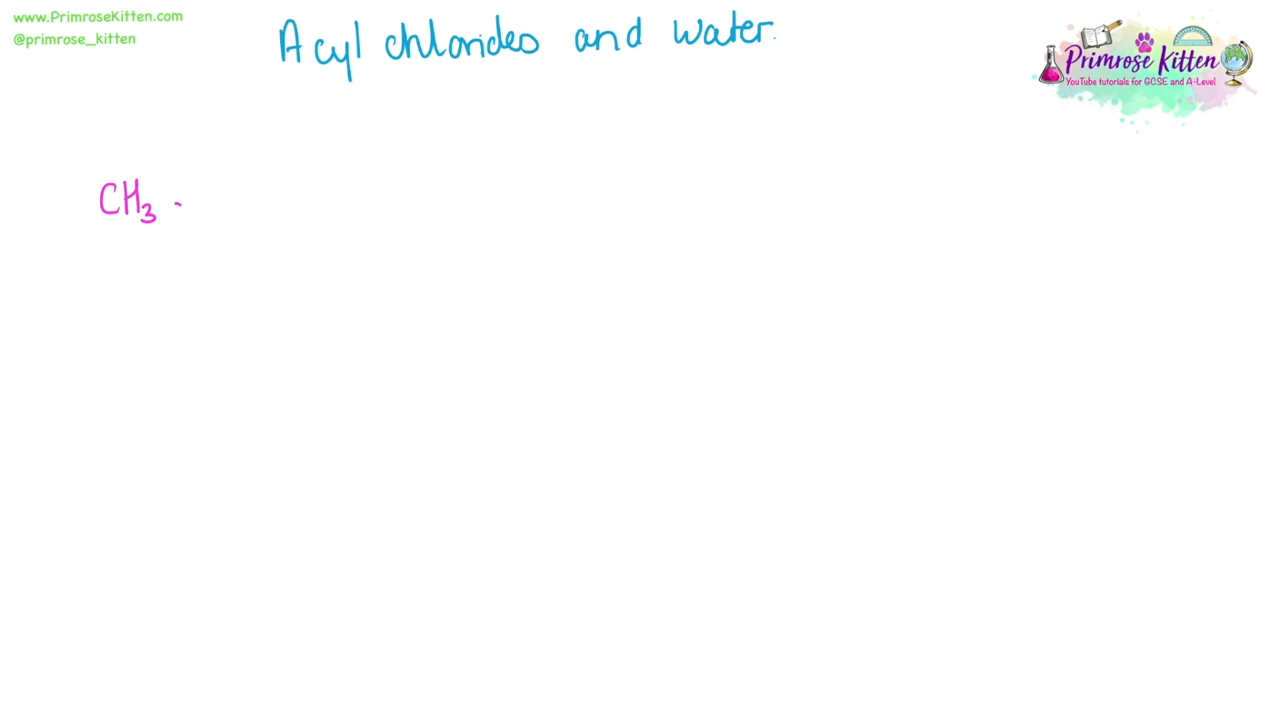 www.PrimroseKitten.com
@primrose_kitten
Acyl chlorides and water.
Primrose Kitten
YouTube tutorials for GCSE and A-Level
CH₃ -